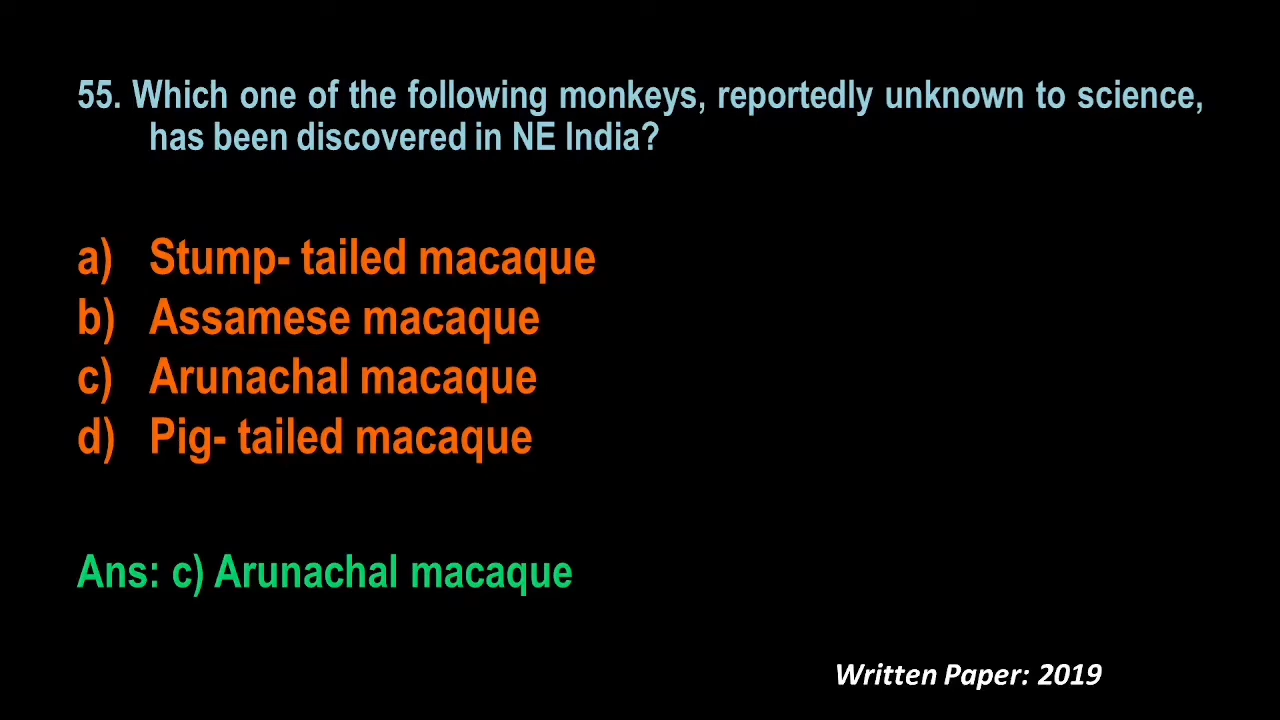 55. Which one of the following monkeys, reportedly unknown to science,
has been discovered in NE India?
a) Stump- tailed macaque
b) Assamese macaque
c) Arunachal macaque
d) Pig- tailed macaque
Ans: c) Arunachal macaque
Written Paper: 2019